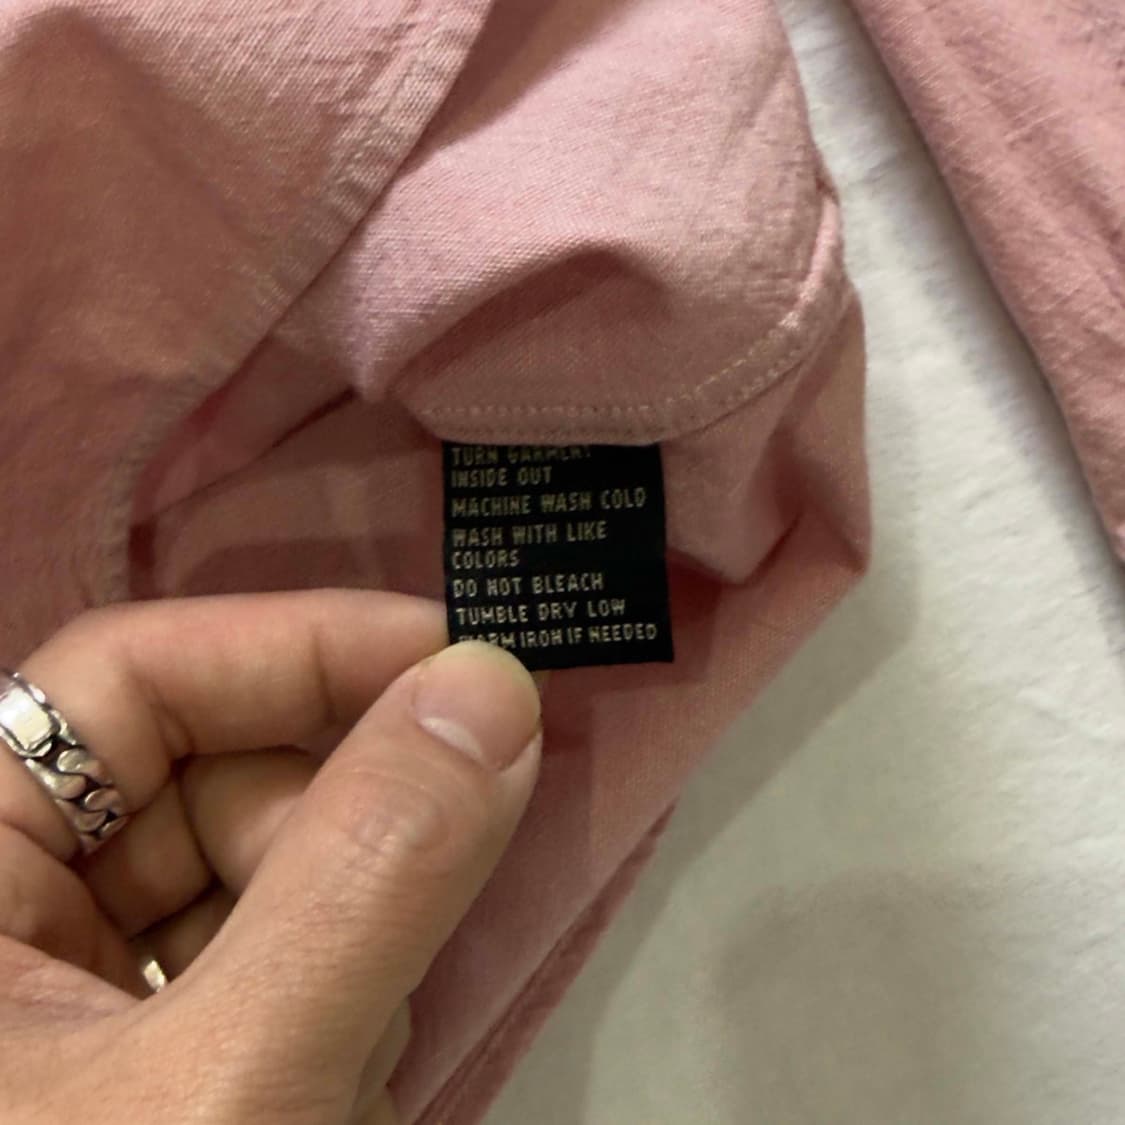 TURN GARMENT
INSIDE OUT
MACHINE WASH COLD
WASH WITH LIKE
COLORS
DO NOT BLEACH
TUMBLE DRY LOW
WARM IRON IF NEEDED